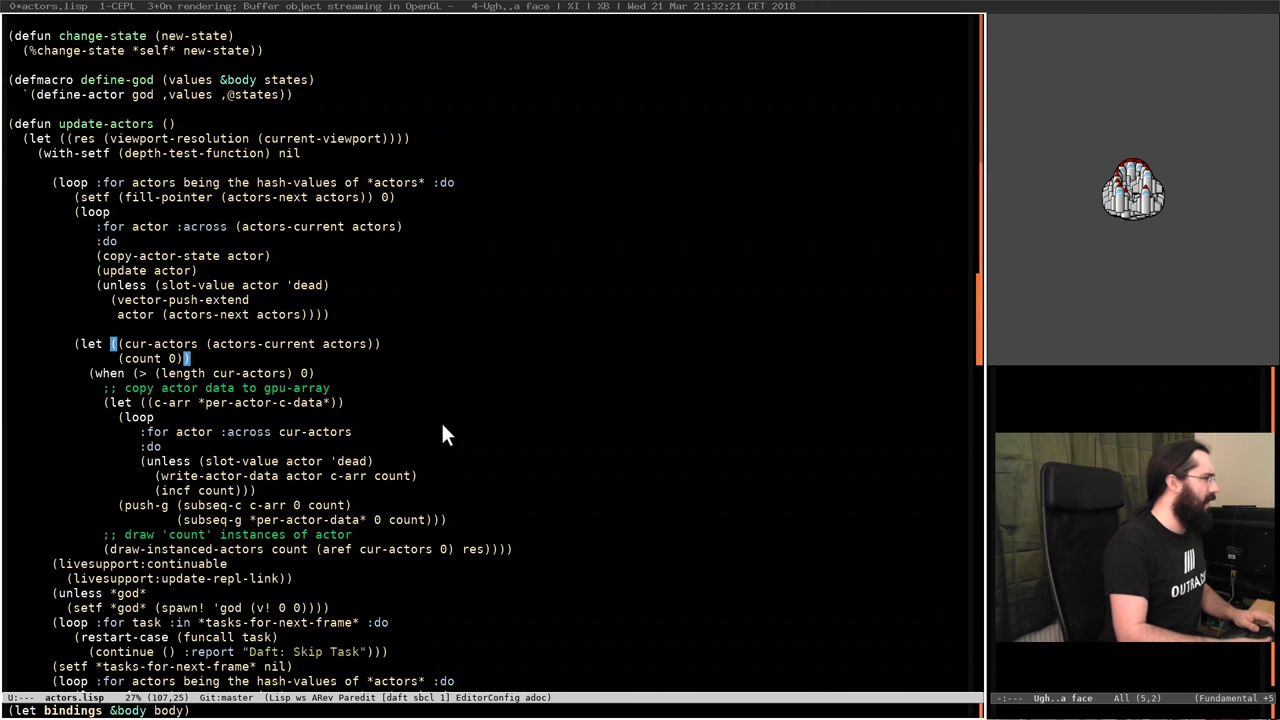 0*actors.lisp  1-CEPL  3+On rendering: Buffer object streaming in OpenGL -   4-Ugh..a face | %I | %B | Wed 21 Mar 21:32:21 CET 2018
(defun change-state (new-state)
  (%change-state *self* new-state))
(defmacro define-god (values &body states)
  `(define-actor god ,values ,@states))
(defun update-actors ()
  (let ((res (viewport-resolution (current-viewport))))
    (with-setf (depth-test-function) nil
      (loop :for actors being the hash-values of *actors* :do
         (setf (fill-pointer (actors-next actors)) 0)
         (loop
            :for actor :across (actors-current actors)
            :do
            (copy-actor-state actor)
            (update actor)
            (unless (slot-value actor 'dead)
              (vector-push-extend
               actor (actors-next actors))))
         (let ((cur-actors (actors-current actors))
               (count 0))
           (when (> (length cur-actors) 0)
             ;; copy actor data to gpu-array
             (let ((c-arr *per-actor-c-data*))
               (loop
                  :for actor :across cur-actors
                  :do
                  (unless (slot-value actor 'dead)
                    (write-actor-data actor c-arr count)
                    (incf count)))
               (push-g (subseq-c c-arr 0 count)
                       (subseq-g *per-actor-data* 0 count)))
             ;; draw 'count' instances of actor
             (draw-instanced-actors count (aref cur-actors 0) res))))
      (livesupport:continuable
        (livesupport:update-repl-link))
      (unless *god*
        (setf *god* (spawn! 'god (v! 0 0))))
      (loop :for task :in *tasks-for-next-frame* :do
         (restart-case (funcall task)
           (continue () :report "Daft: Skip Task")))
      (setf *tasks-for-next-frame* nil)
      (loop :for actors being the hash-values of *actors* :do
U:---  actors.lisp    27% (107,25)   Git:master   (Lisp ws ARev Paredit [daft sbcl 1] EditorConfig adoc)
(let bindings &body body)
OUTRAC
-:---  Ugh..a face    All (5,2)      (Fundamental +5